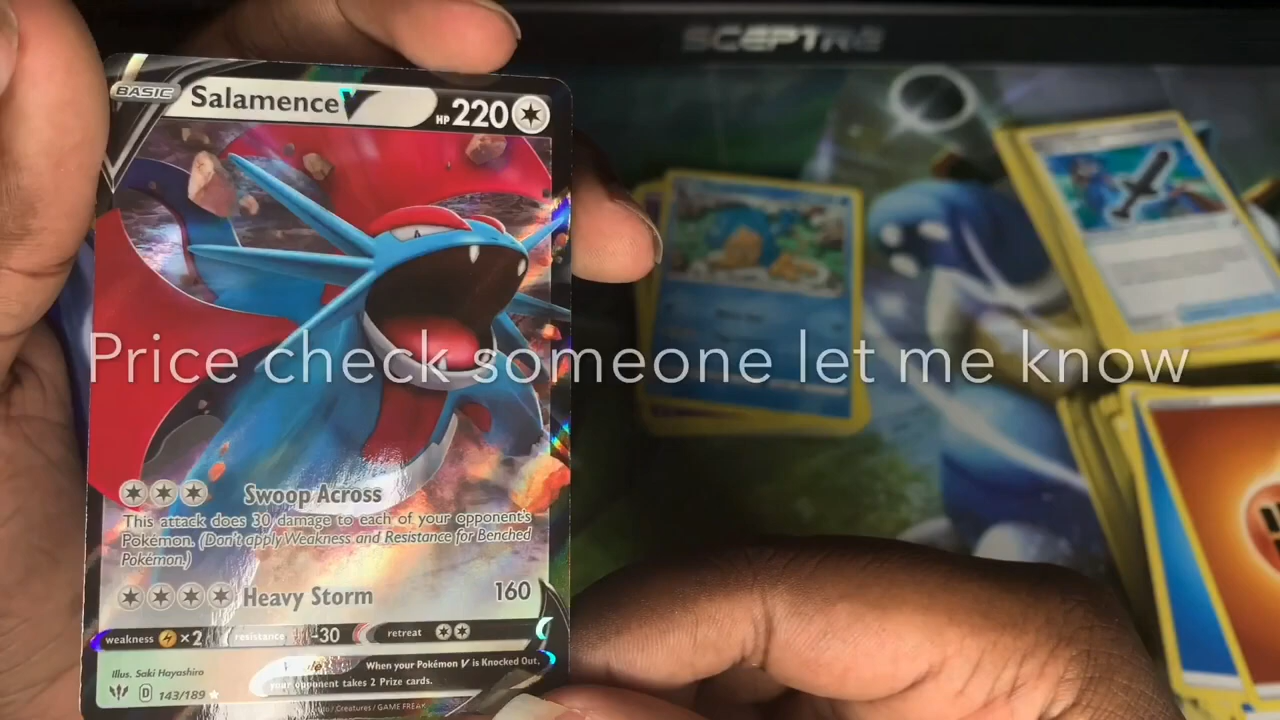 SCEPTRE
BASIC
Salamence V
HP 220
Price check someone let me know
Swoop Across
This attack does 30 damage to each of your opponent's
Pokémon. (Don't apply Weakness and Resistance for Benched
Pokémon.)
Heavy Storm 160
weakness ×2 resistance -30 retreat
Illus. Saki Hayashiro
When your Pokémon V is Knocked Out,
your opponent takes 2 Prize cards.
D 143/189
/Creatures / GAME FREAK